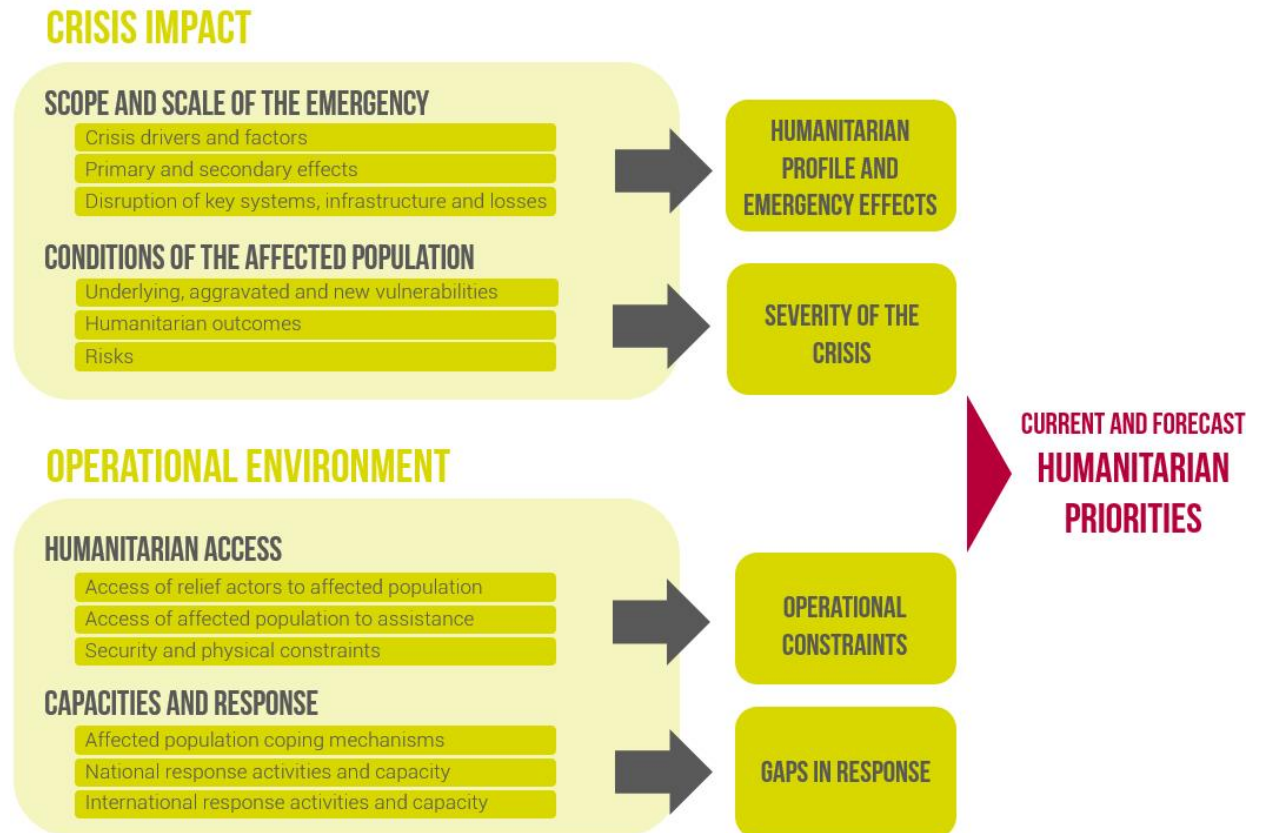 CRISIS IMPACT
SCOPE AND SCALE OF THE EMERGENCY
Crisis drivers and factors
Primary and secondary effects
Disruption of key systems, infrastructure and losses
HUMANITARIAN
PROFILE AND
EMERGENCY EFFECTS
CONDITIONS OF THE AFFECTED POPULATION
Underlying, aggravated and new vulnerabilities
Humanitarian outcomes
Risks
SEVERITY OF THE
CRISIS
CURRENT AND FORECAST
HUMANITARIAN
PRIORITIES
OPERATIONAL ENVIRONMENT
HUMANITARIAN ACCESS
Access of relief actors to affected population
Access of affected population to assistance
Security and physical constraints
OPERATIONAL
CONSTRAINTS
CAPACITIES AND RESPONSE
Affected population coping mechanisms
National response activities and capacity
International response activities and capacity
GAPS IN RESPONSE